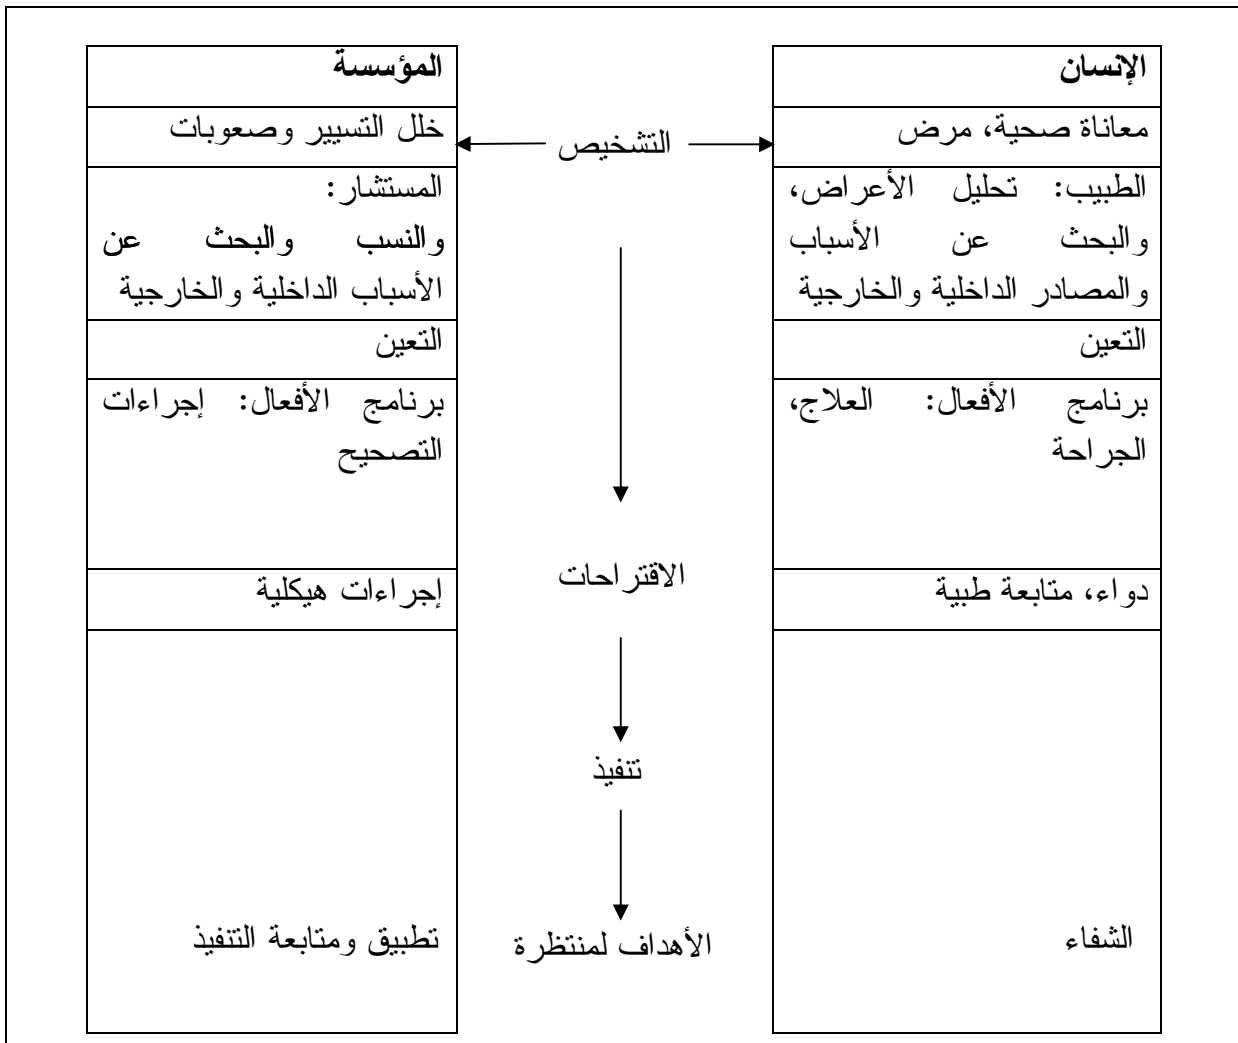 الإنسان
معاناة صحية، مرض
الطبيب: تحليل الأعراض،
والبحث عن الأسباب
والمصادر الداخلية والخارجية
التعين
برنامج الأفعال: العلاج،
الجراحة
دواء، متابعة طبية
الشفاء
التشخيص
الاقتراحات
تنفيذ
الأهداف لمنتظرة
المؤسسة
خلل التسيير وصعوبات
المستشار:
والنسب والبحث عن
الأسباب الداخلية والخارجية
التعين
برنامج الأفعال: إجراءات
التصحيح
إجراءات هيكلية
تطبيق ومتابعة التنفيذ